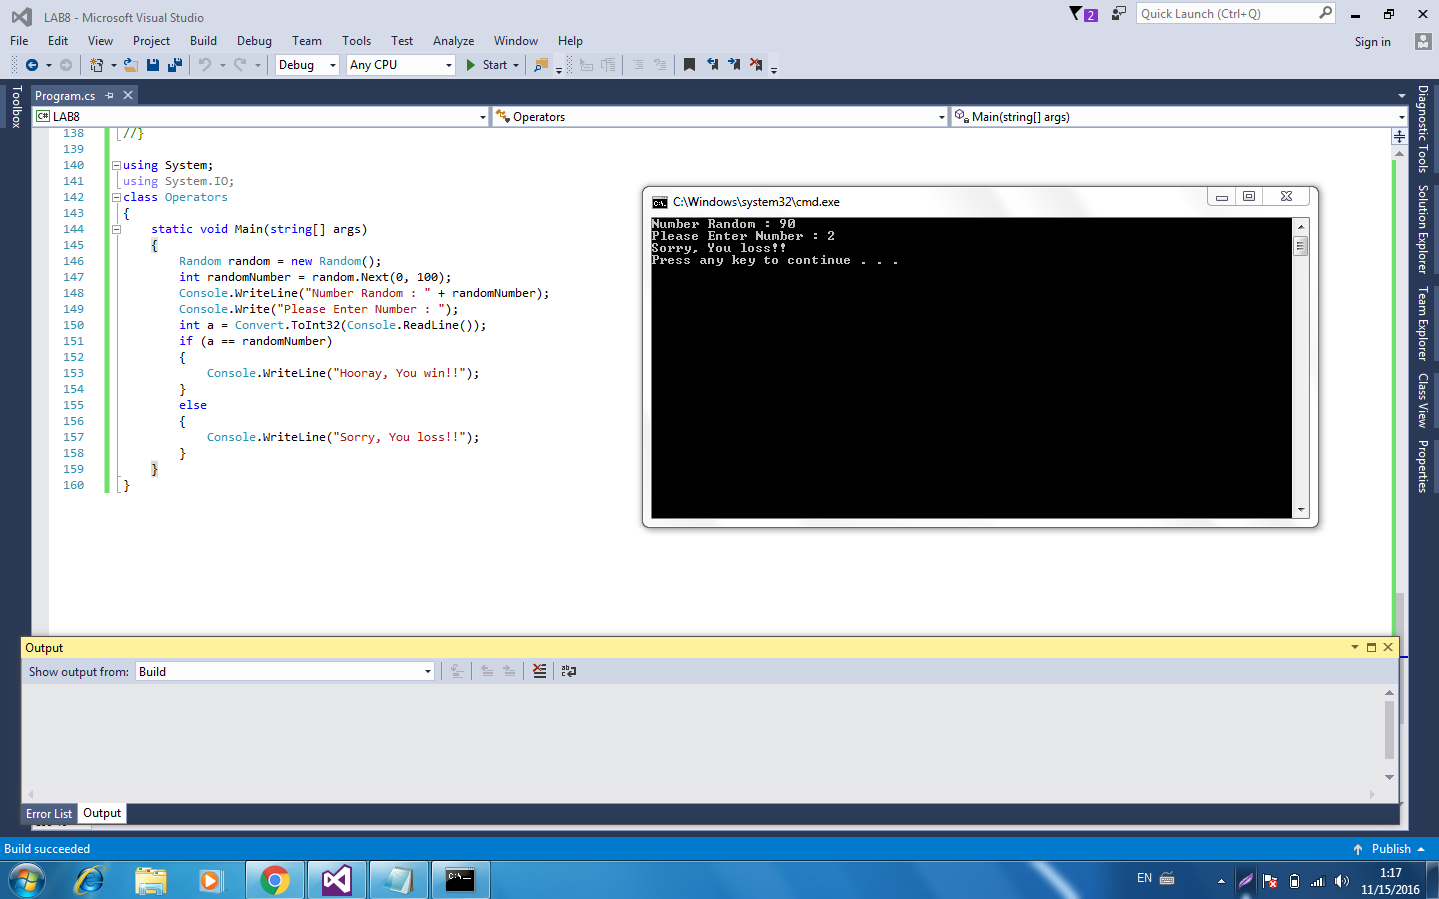 LAB8 - Microsoft Visual Studio
2
Quick Launch (Ctrl+Q)
File Edit View Project Build Debug Team Tools Test Analyze Window Help
Sign in
Debug Any CPU Start
Toolbox
Program.cs
C# LAB8 Operators Main(string[] args)
138 //}
139
140 using System;
141 using System.IO;
142 class Operators
143 {
144 static void Main(string[] args)
145 {
146 Random random = new Random();
147 int randomNumber = random.Next(0, 100);
148 Console.WriteLine("Number Random : " + randomNumber);
149 Console.Write("Please Enter Number : ");
150 int a = Convert.ToInt32(Console.ReadLine());
151 if (a == randomNumber)
152 {
153 Console.WriteLine("Hooray, You win!!");
154 }
155 else
156 {
157 Console.WriteLine("Sorry, You loss!!");
158 }
159 }
160 }
C:\Windows\system32\cmd.exe
Number Random : 90
Please Enter Number : 2
Sorry, You loss!!
Press any key to continue . . .
Diagnostic Tools
Solution Explorer
Team Explorer
Class View
Properties
Output
Show output from: Build
Error List Output
Build succeeded
Publish
EN
1:17
11/15/2016